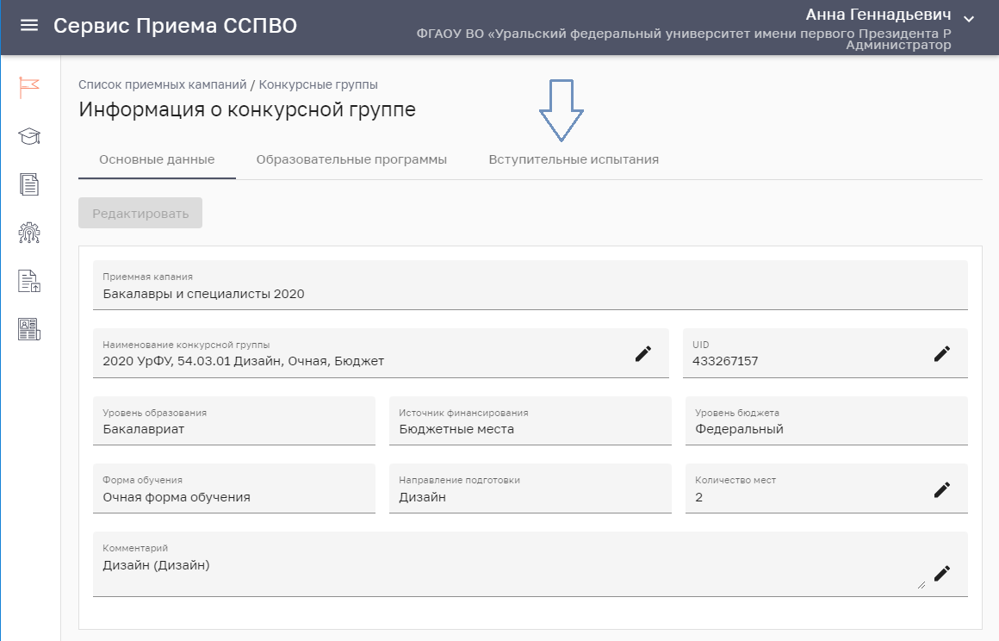 Сервис Приема ССПВО
Анна Геннадьевич
ФГАОУ ВО «Уральский федеральный университет имени первого Президента Р
Администратор
Список приемных кампаний / Конкурсные группы
Информация о конкурсной группе
Основные данные
Образовательные программы
Вступительные испытания
Редактировать
Приемная капания
Бакалавры и специалисты 2020
Наименование конкурсной группы
2020 УрФУ, 54.03.01 Дизайн, Очная, Бюджет
UID
433267157
Уровень образования
Бакалавриат
Источник финансирования
Бюджетные места
Уровень бюджета
Федеральный
Форма обучения
Очная форма обучения
Направление подготовки
Дизайн
Количество мест
2
Комментарий
Дизайн (Дизайн)